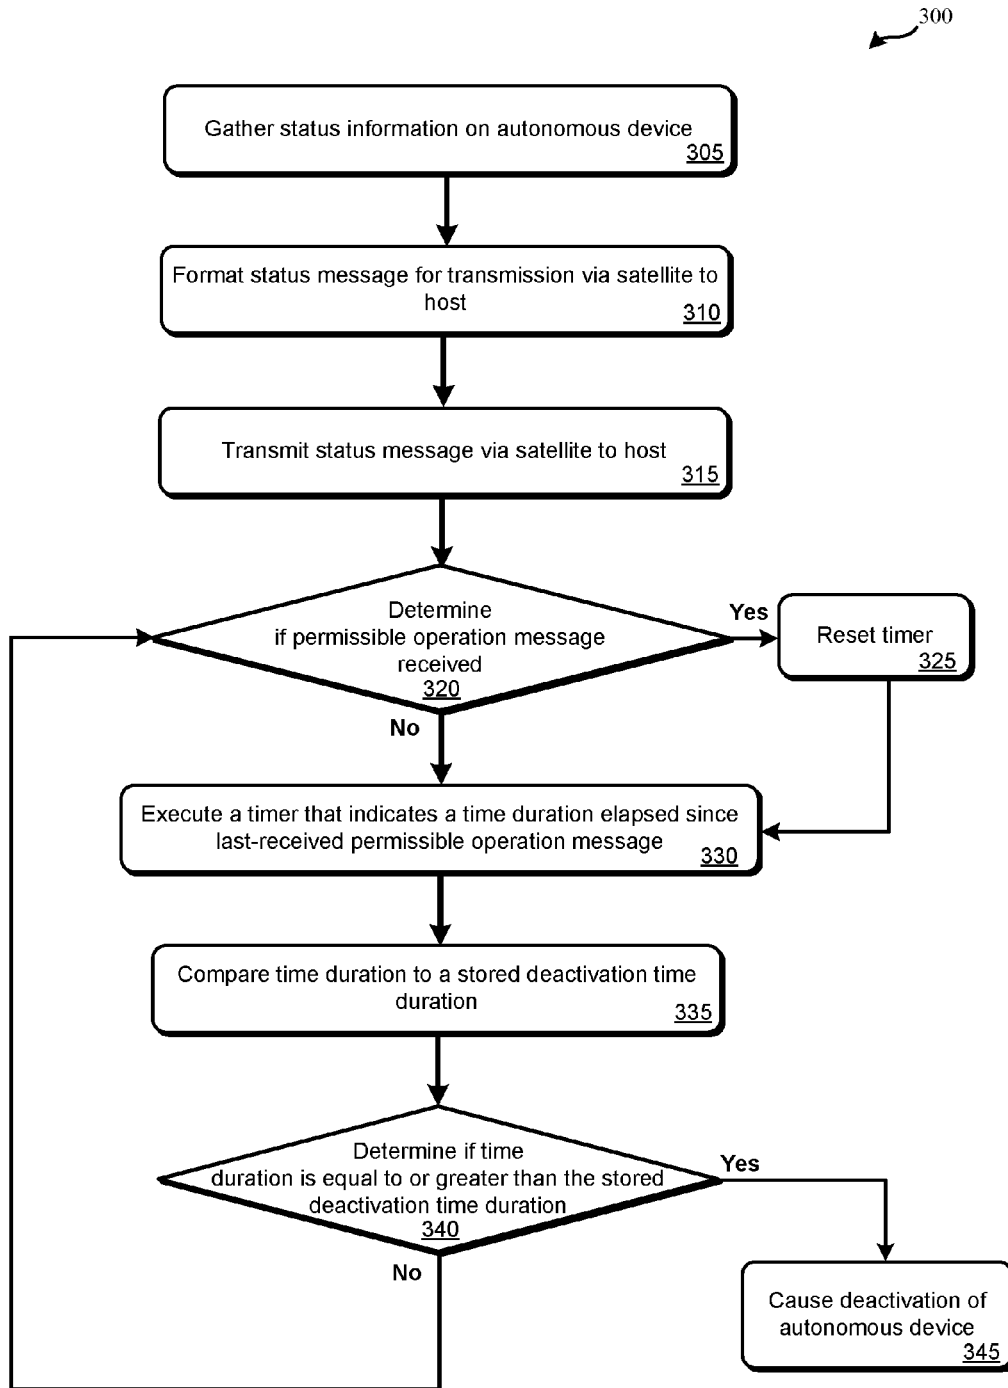 300
Gather status information on autonomous device
305
Format status message for transmission via satellite to
host
310
Transmit status message via satellite to host
315
Determine
if permissible operation message
received
320
Yes
Reset timer
325
No
Execute a timer that indicates a time duration elapsed since
last-received permissible operation message
330
Compare time duration to a stored deactivation time
duration
335
Determine if time
duration is equal to or greater than the stored
deactivation time duration
340
Yes
No
Cause deactivation of
autonomous device
345